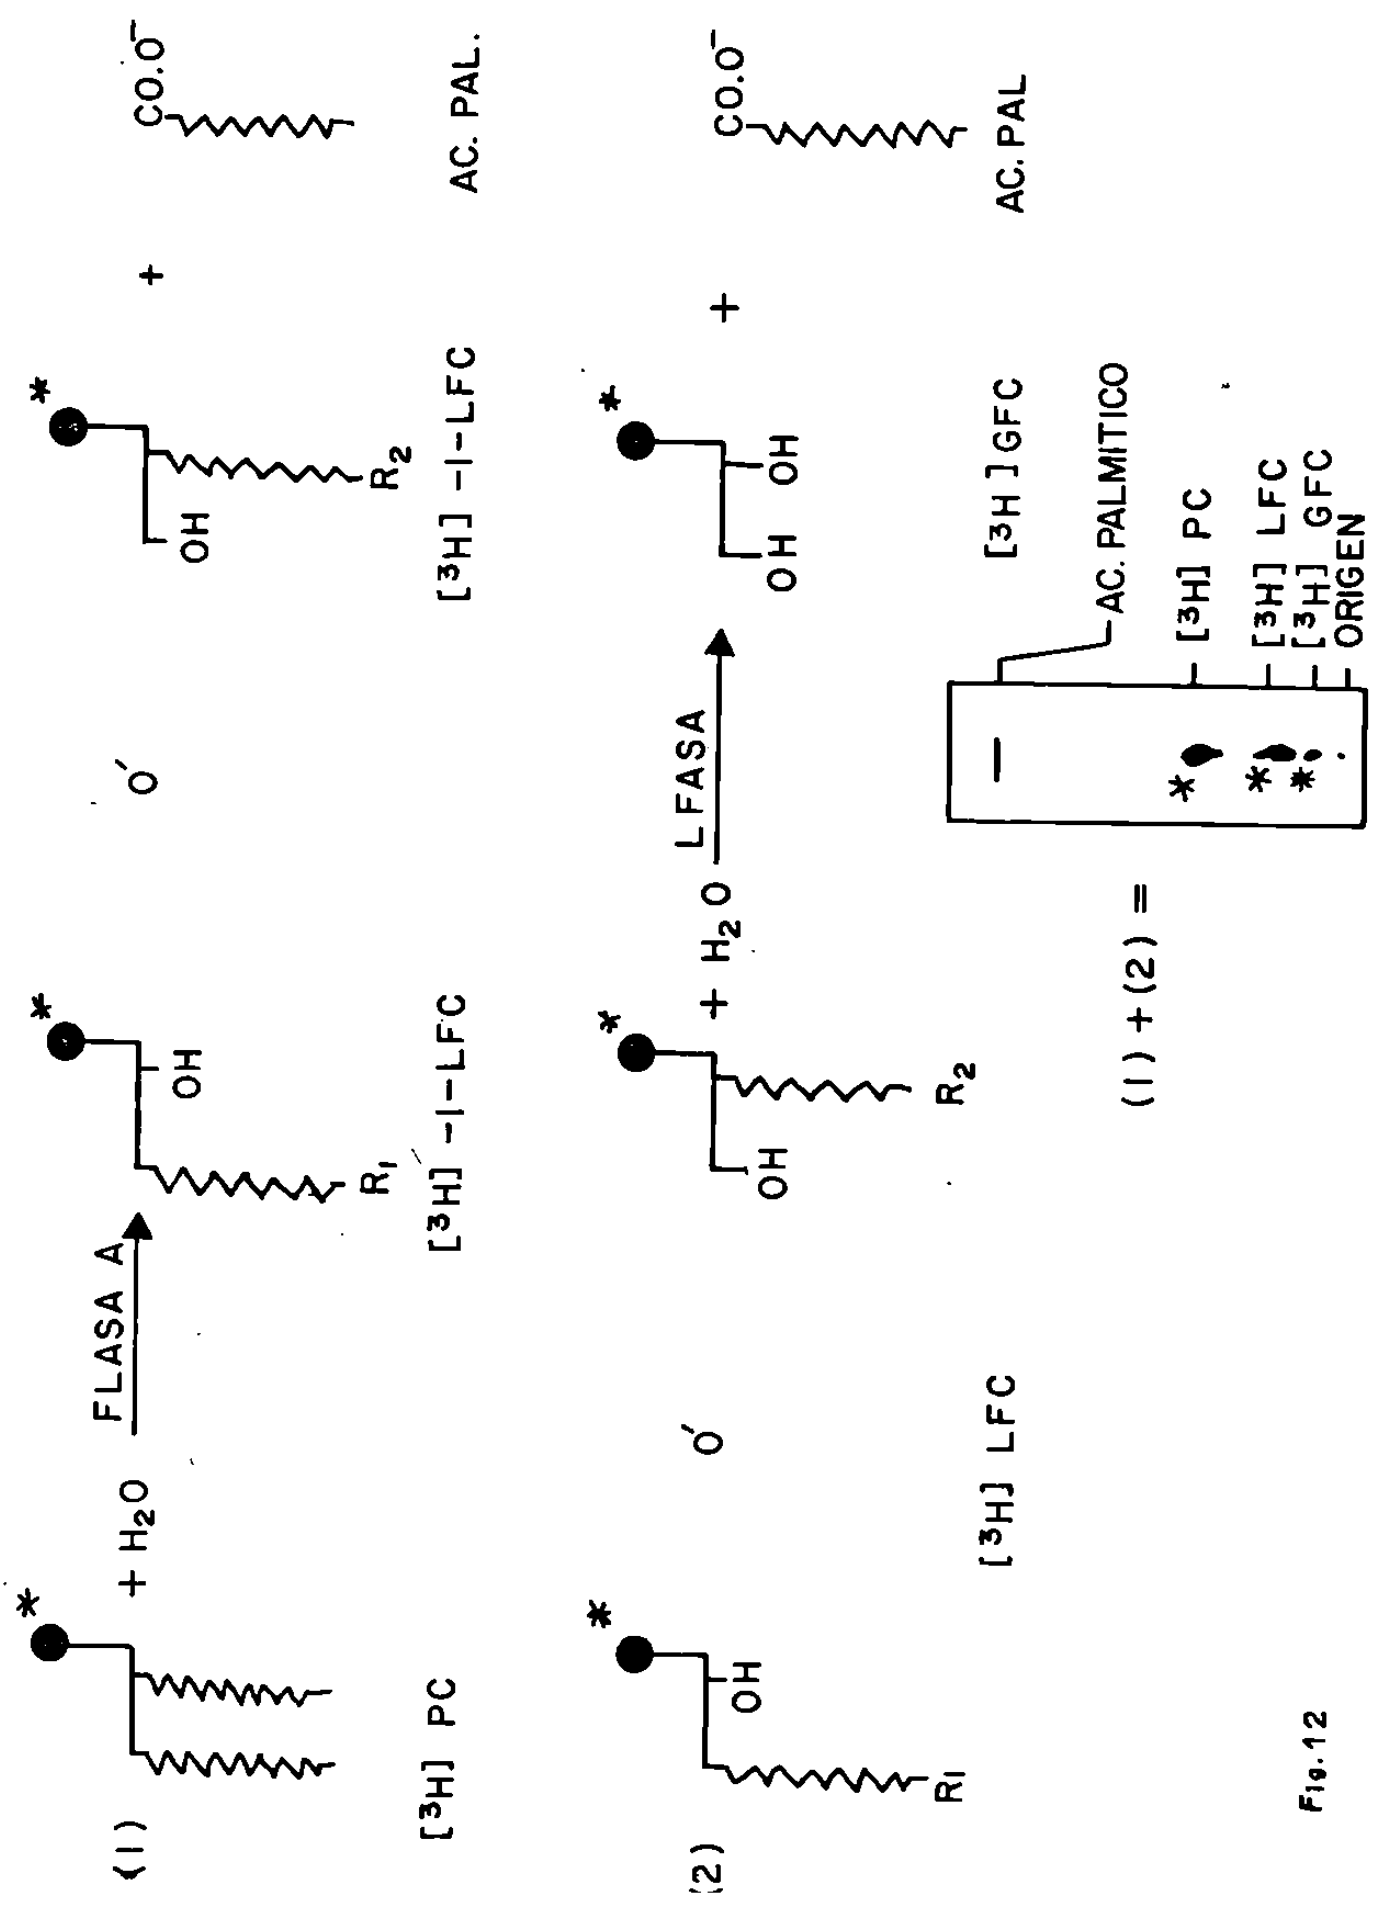 (1)
+ H2O
FLASA A
O'
+
CO.O-
OH
OH
R1
R2
[3H] PC
[3H] -1-LFC
[3H] -1-LFC
AC. PAL.
(2)
O'
+ H2O
LFASA
+
CO.O-
OH
OH
OH
OH
R1
R2
[3H] LFC
[3H] GFC
AC. PAL
(1) + (2) =
AC. PALMITICO
[3H] PC
[3H] LFC
[3H] GFC
ORIGEN
Fig. 12